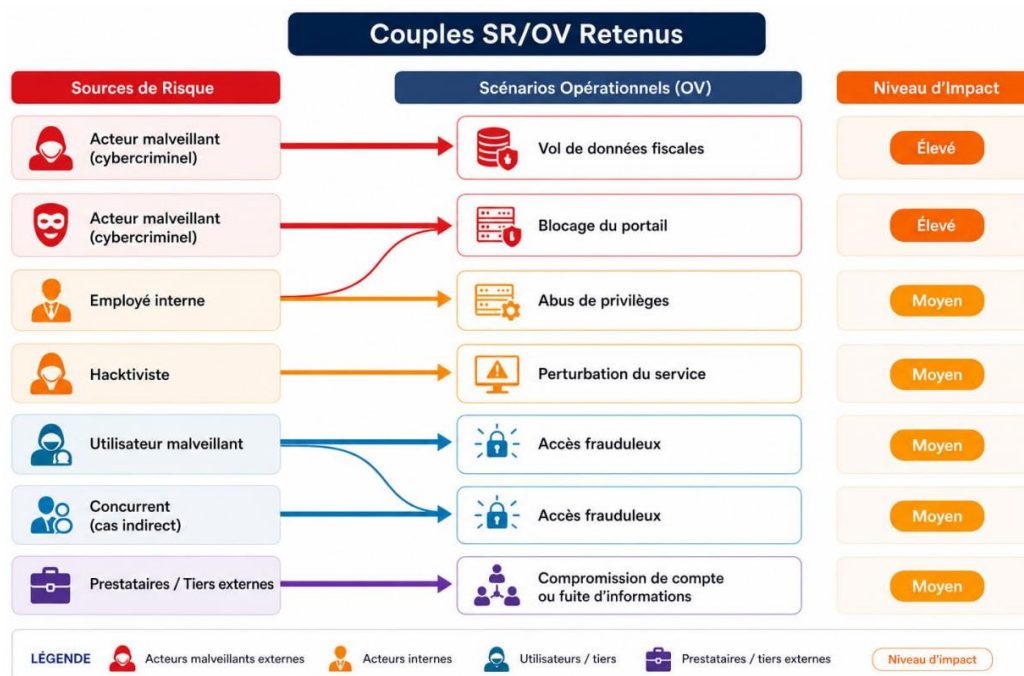 Couples SR/OV Retenus
Sources de Risque
Scénarios Opérationnels (OV)
Niveau d'Impact
Acteur malveillant
(cybercriminel)
Vol de données fiscales
Élevé
Acteur malveillant
(cybercriminel)
Blocage du portail
Élevé
Employé interne
Abus de privilèges
Moyen
Hacktiviste
Perturbation du service
Moyen
Utilisateur malveillant
Accès frauduleux
Moyen
Concurrent
(cas indirect)
Accès frauduleux
Moyen
Prestataires / Tiers externes
Compromission de compte
ou fuite d'informations
Moyen
LÉGENDE
Acteurs malveillants externes
Acteurs internes
Utilisateurs / tiers
Prestataires / tiers externes
Niveau d'impact